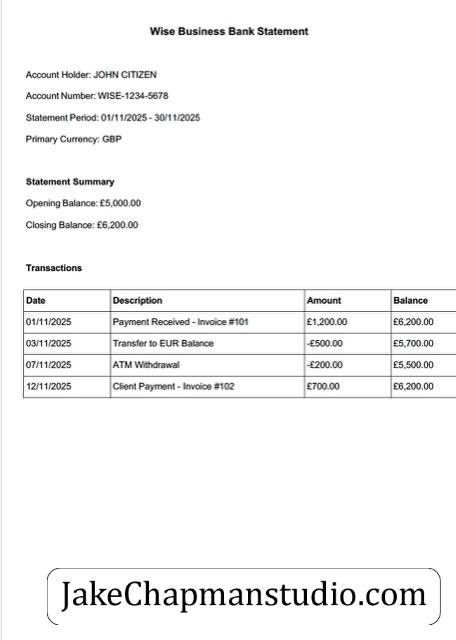 Wise Business Bank Statement
Account Holder: JOHN CITIZEN
Account Number: WISE-1234-5678
Statement Period: 01/11/2025 - 30/11/2025
Primary Currency: GBP
Statement Summary
Opening Balance: £5,000.00
Closing Balance: £6,200.00
Transactions
Date Description Amount Balance
01/11/2025 Payment Received - Invoice #101 £1,200.00 £6,200.00
03/11/2025 Transfer to EUR Balance -£500.00 £5,700.00
07/11/2025 ATM Withdrawal -£200.00 £5,500.00
12/11/2025 Client Payment - Invoice #102 £700.00 £6,200.00
JakeChapmanstudio.com